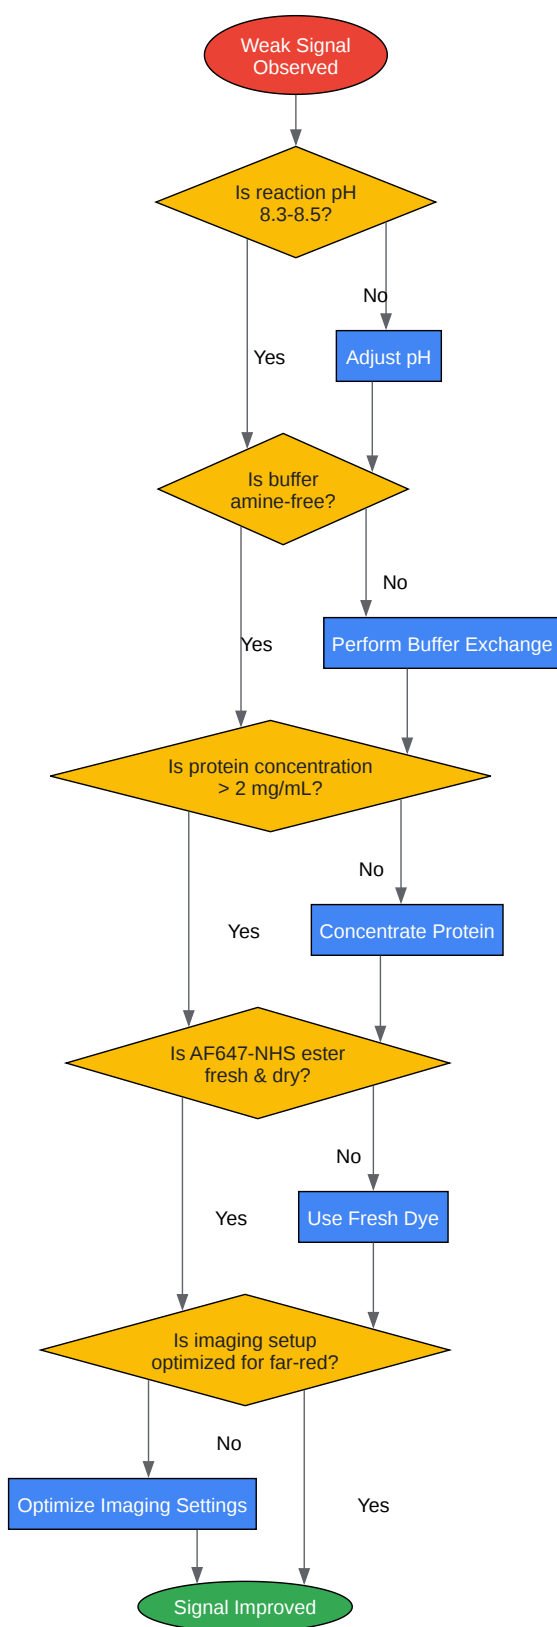 Weak Signal
Observed
Is reaction pH
8.3-8.5?
No
Yes
Adjust pH
Is buffer
amine-free?
No
Yes
Perform Buffer Exchange
Is protein concentration
> 2 mg/mL?
No
Yes
Concentrate Protein
Is AF647-NHS ester
fresh & dry?
No
Yes
Use Fresh Dye
Is imaging setup
optimized for far-red?
No
Optimize Imaging Settings
Yes
Signal Improved